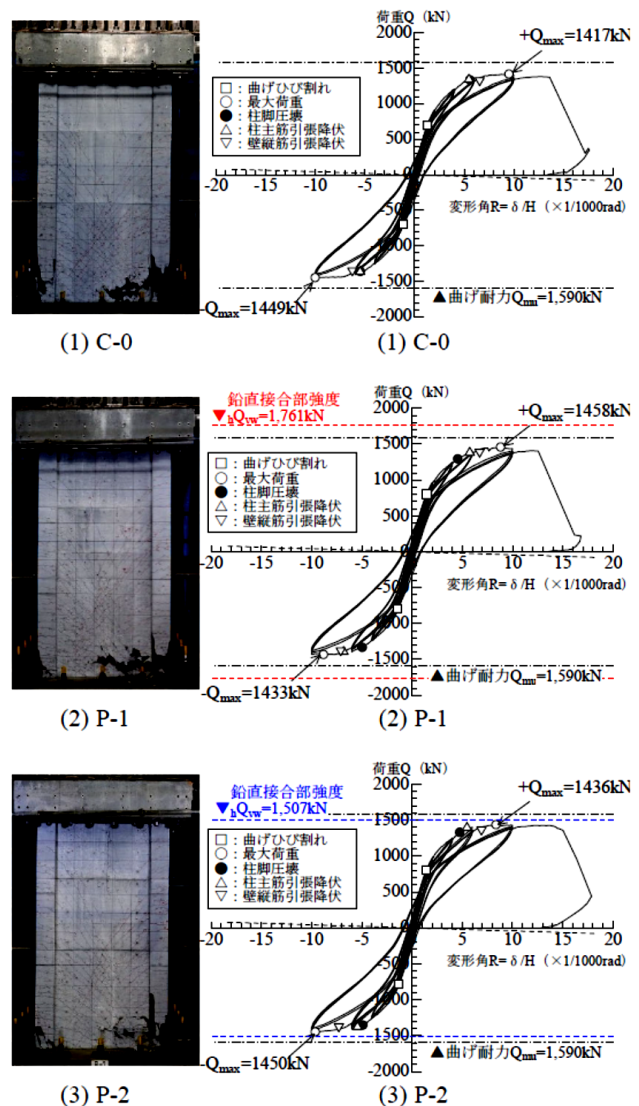 荷重Q (kN)
+Qmax=1417kN
2000
1500
1000
500
0
-500
-1000
-1500
-2000
□：曲げひび割れ
○：最大荷重
●：柱脚圧壊
△：柱主筋引張降伏
▽：壁縦筋引張降伏
-20 -15 -10 -5 0 5 10 15 20
変形角R=δ/H (×1/1000rad)
-Qmax=1449kN
▲曲げ耐力Qmu=1,590kN
(1) C-0
(1) C-0
鉛直接合部強度
▼hQvw=1,761kN
荷重Q (kN)
+Qmax=1458kN
2000
1500
1000
500
0
-500
-1000
1500
2000
□：曲げひび割れ
○：最大荷重
●：柱脚圧壊
△：柱主筋引張降伏
▽：壁縦筋引張降伏
-20 -15 -10 -5 0 5 10 15 20
変形角R=δ/H (×1/1000rad)
-Qmax=1433kN
▲曲げ耐力Qmu=1,590kN
(2) P-1
(2) P-1
鉛直接合部強度
▼hQvw=1,507kN
荷重Q (kN)
+Qmax=1436kN
2000
1500
1000
500
0
-500
1000
1500
2000
□：曲げひび割れ
○：最大荷重
●：柱脚圧壊
△：柱主筋引張降伏
▽：壁縦筋引張降伏
-20 -15 -10 -5 0 5 10 15 20
変形角R=δ/H (×1/1000rad)
-Qmax=1450kN
▲曲げ耐力Qmu=1,590kN
(3) P-2
(3) P-2